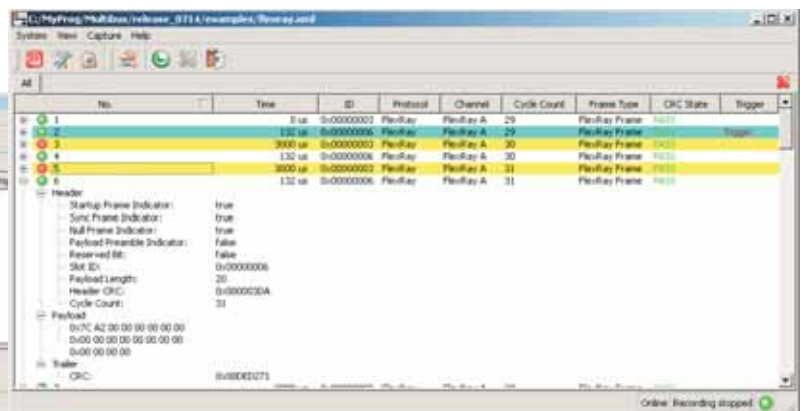 C:/MyProg/Multibus/release_0714/examples/flexray.xml
System View Capture Help
All
No. Time ID Protocol Channel Cycle Count Frame Type CRC State Trigger
1 0 us 0x00000003 FlexRay FlexRay A 29 FlexRay Frame PASS
2 132 us 0x00000006 FlexRay FlexRay A 29 FlexRay Frame Trigger
3 3000 us 0x00000003 FlexRay FlexRay A 30 FlexRay Frame PASS
4 132 us 0x00000006 FlexRay FlexRay A 30 FlexRay Frame PASS
5 3000 us 0x00000003 FlexRay FlexRay A 31 FlexRay Frame PASS
6 132 us 0x00000006 FlexRay FlexRay A 31 FlexRay Frame PASS
Header
Startup Frame Indicator: true
Sync Frame Indicator: true
Null Frame Indicator: true
Payload Preamble Indicator: false
Reserved Bit: false
Slot ID: 0x00000006
Payload Length: 20
Header CRC: 0x000003DA
Cycle Count: 31
Payload
0x7C A2 00 00 00 00 00 00
0x00 00 00 00 00 00 00 00
0x00 00 00 00
Trailer
CRC: 0x00DED271
Online Recording stopped